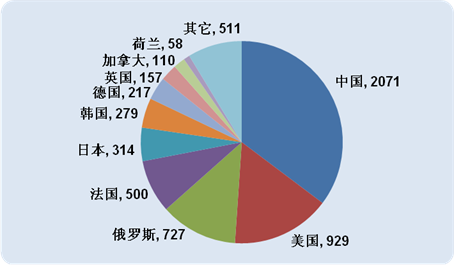 其它, 511
荷兰, 58
加拿大, 110
英国, 157
德国, 217
韩国, 279
日本, 314
法国, 500
俄罗斯, 727
美国, 929
中国, 2071